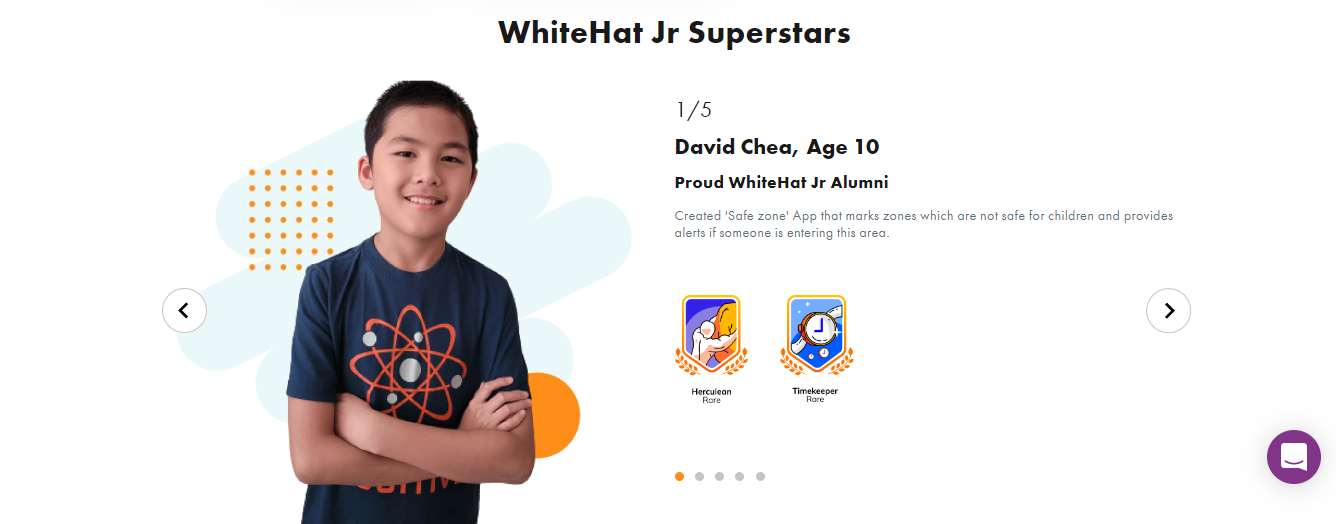 WhiteHat Jr Superstars
1/5
David Chea, Age 10
Proud WhiteHat Jr Alumni
Created 'Safe zone' App that marks zones which are not safe for children and provides
alerts if someone is entering this area.
Herculean
Rare
Timekeeper
Rare